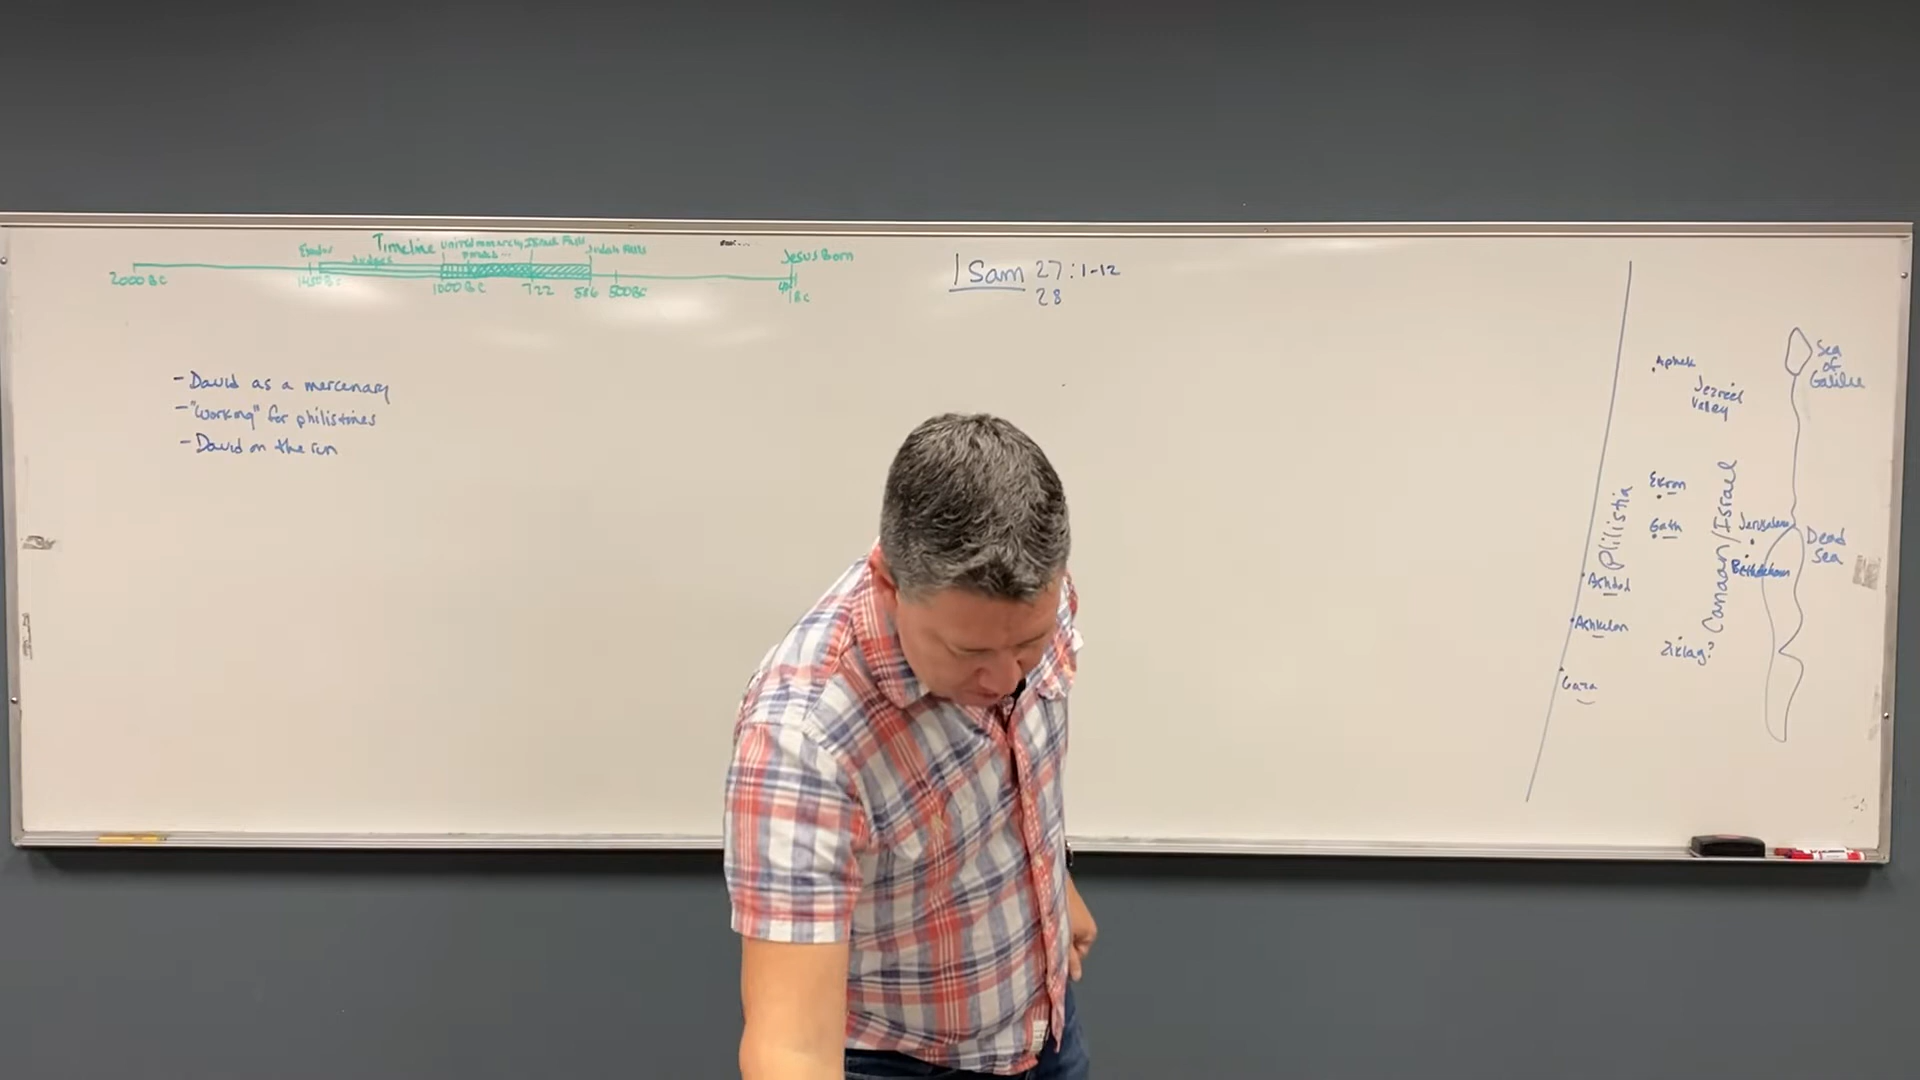 Timeline
Exodus
Judges
United monarchy
Israel Falls
Judah Falls
Jesus Born
2000 BC
1450 BC
1000 BC
722
586
500 BC
1 BC
1 Sam 27:1-12
28
- David as a mercenary
- "Working" for philistines
- David on the run
Aphek
Jezreel
Valley
Sea
of
Galilee
Ekron
Gath
Philistia
Canaan/Israel
Jerusalem
Bethlehem
Dead
Sea
Ashdod
Ashkelon
Ziklag?
Gaza